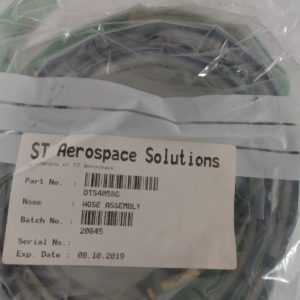 ST Aerospace Solutions
a company of ST Aerospace
Part No. :
DTS4058G
Name : HOSE ASSEMBLY
Batch No. :
20645
Serial No.:
Exp. Date : 09.10.2019